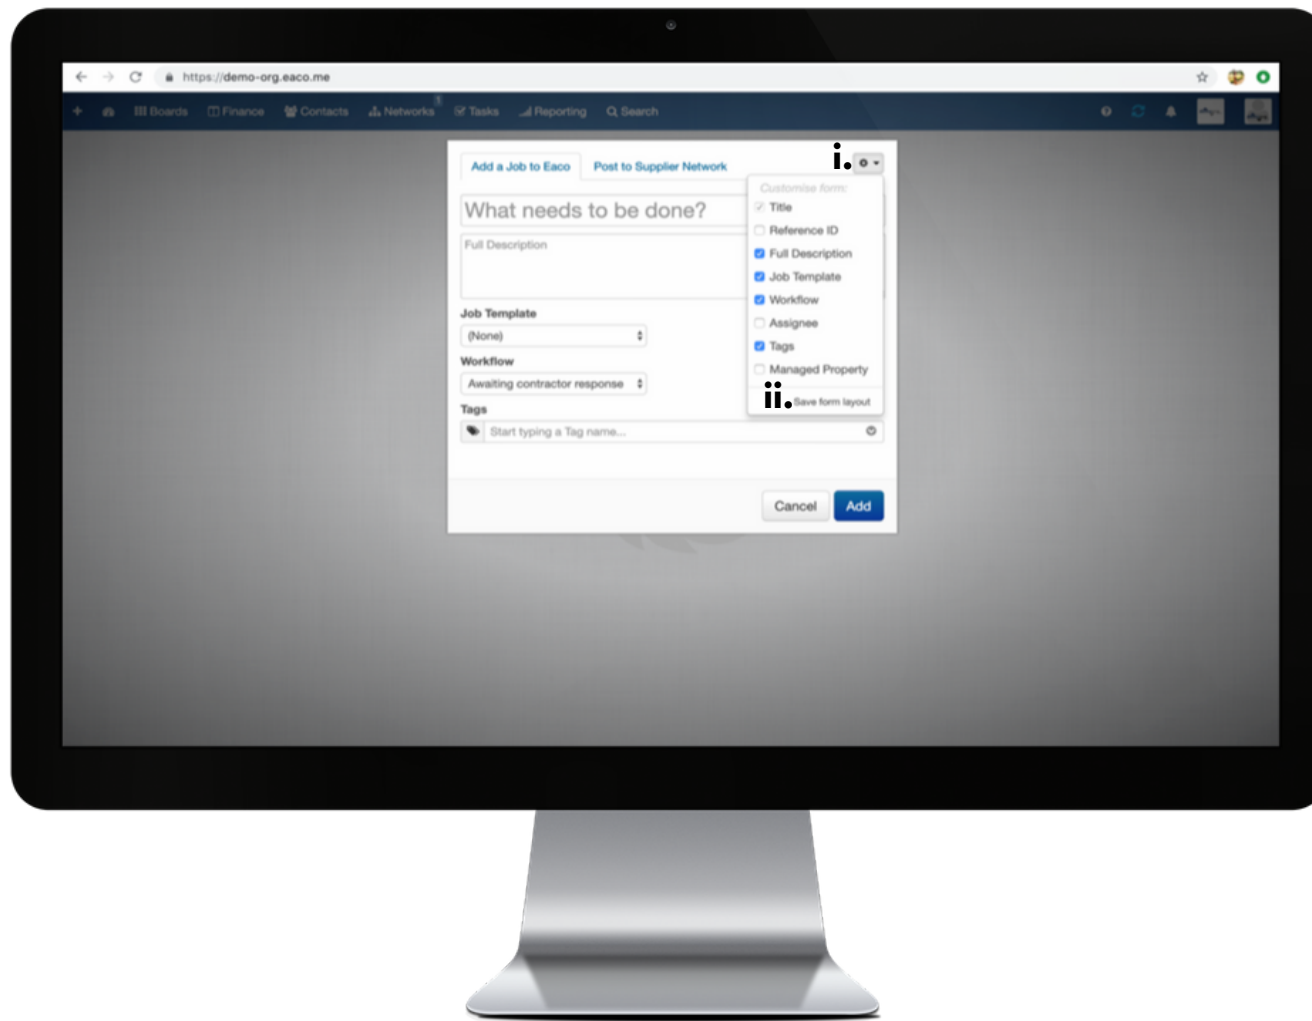 https://demo-org.eaco.me
Boards Finance Contacts Networks 1 Tasks Reporting Search
Add a Job to Eaco Post to Supplier Network i.
Customise form:
What needs to be done?
Title
Reference ID
Full Description
Full Description
Job Template
Workflow
Assignee
Tags
Managed Property
ii. Save form layout
Job Template
(None)
Workflow
Awaiting contractor response
Tags
Start typing a Tag name...
Cancel Add